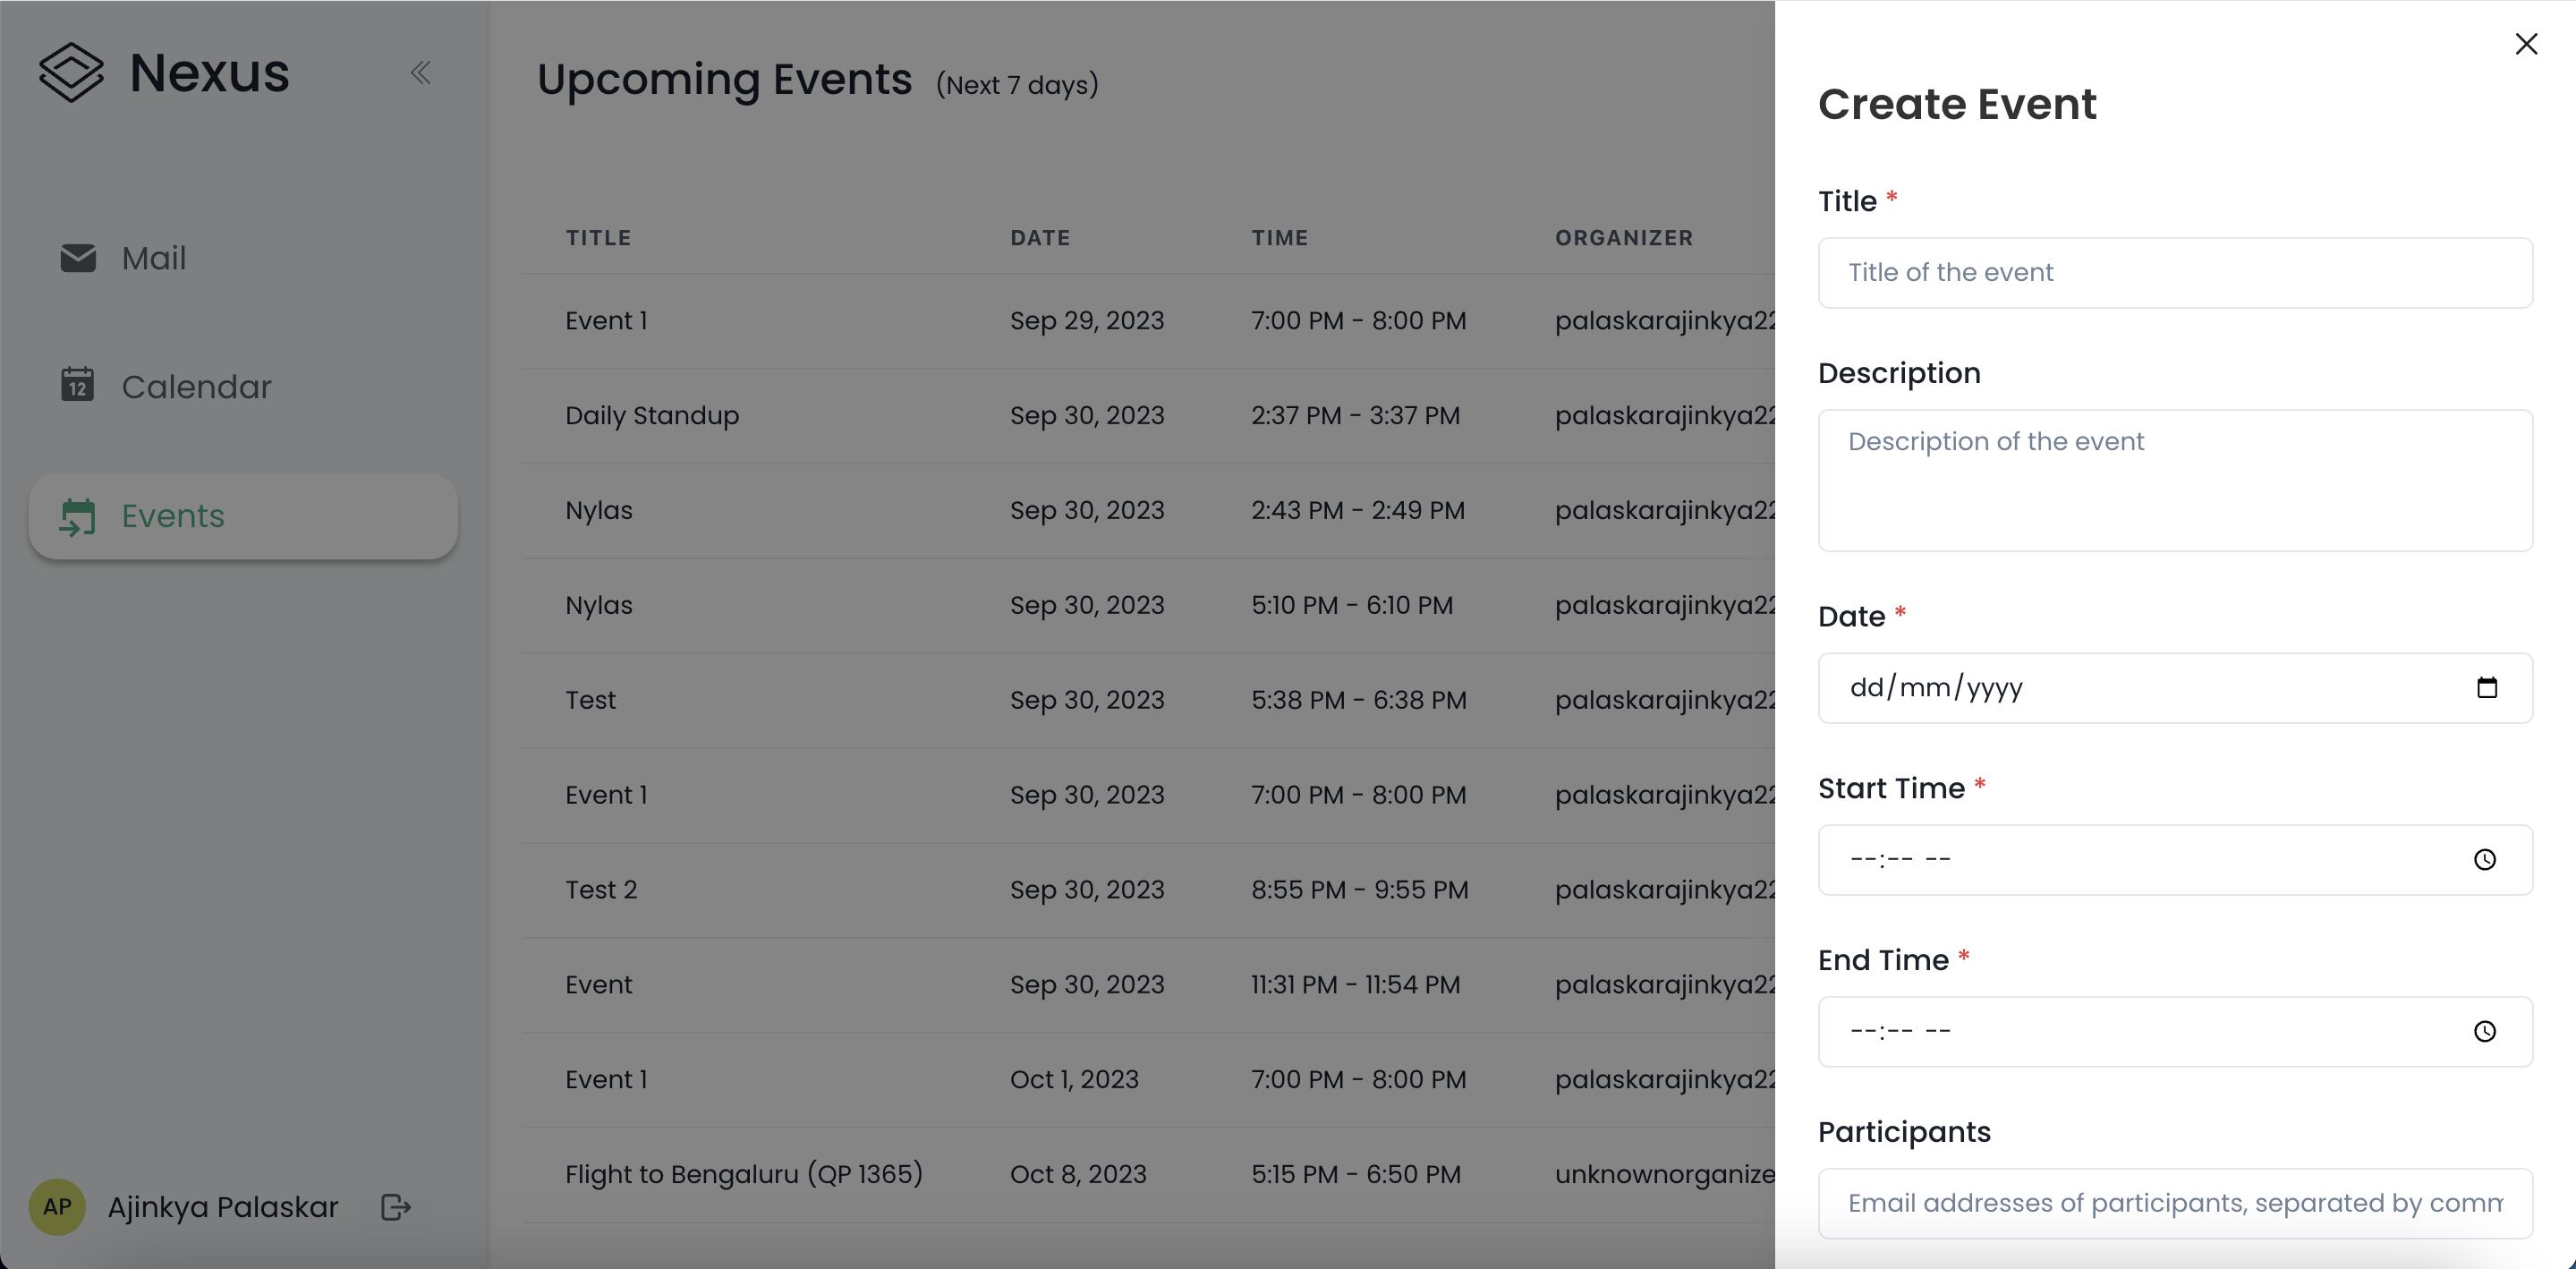 Nexus
Mail
12
Calendar
Events
AP
Ajinkya Palaskar
Upcoming Events (Next 7 days)
TITLE DATE TIME ORGANIZER
Event 1 Sep 29, 2023 7:00 PM - 8:00 PM palaskarajinkya22
Daily Standup Sep 30, 2023 2:37 PM - 3:37 PM palaskarajinkya22
Nylas Sep 30, 2023 2:43 PM - 2:49 PM palaskarajinkya22
Nylas Sep 30, 2023 5:10 PM - 6:10 PM palaskarajinkya22
Test Sep 30, 2023 5:38 PM - 6:38 PM palaskarajinkya22
Event 1 Sep 30, 2023 7:00 PM - 8:00 PM palaskarajinkya22
Test 2 Sep 30, 2023 8:55 PM - 9:55 PM palaskarajinkya22
Event Sep 30, 2023 11:31 PM - 11:54 PM palaskarajinkya22
Event 1 Oct 1, 2023 7:00 PM - 8:00 PM palaskarajinkya22
Flight to Bengaluru (QP 1365) Oct 8, 2023 5:15 PM - 6:50 PM unknownorganize
Create Event
Title *
Title of the event
Description
Description of the event
Date *
dd/mm/yyyy
Start Time *
--:-- --
End Time *
--:-- --
Participants
Email addresses of participants, separated by comm